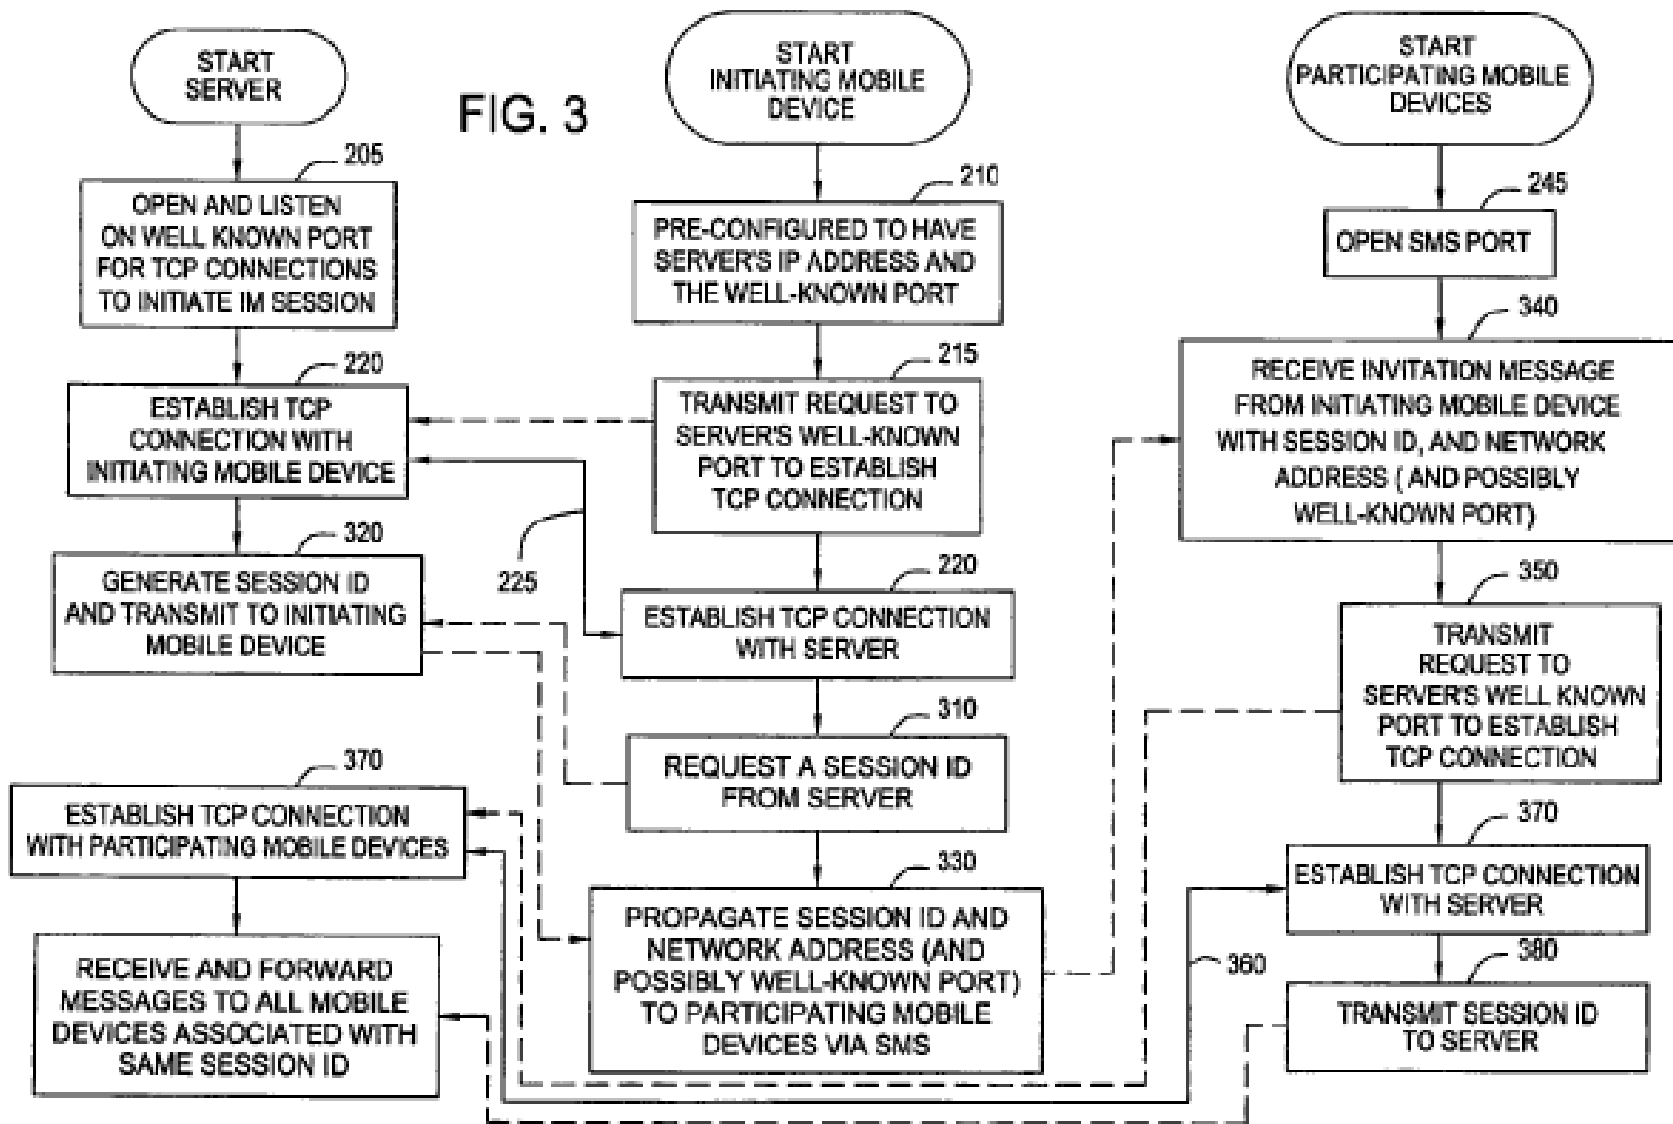 START
SERVER
205
OPEN AND LISTEN
ON WELL KNOWN PORT
FOR TCP CONNECTIONS
TO INITIATE IM SESSION
220
ESTABLISH TCP
CONNECTION WITH
INITIATING MOBILE DEVICE
320
GENERATE SESSION ID
AND TRANSMIT TO INITIATING
MOBILE DEVICE
370
ESTABLISH TCP CONNECTION
WITH PARTICIPATING MOBILE DEVICES
RECEIVE AND FORWARD
MESSAGES TO ALL MOBILE
DEVICES ASSOCIATED WITH
SAME SESSION ID
FIG. 3
START
INITIATING MOBILE
DEVICE
210
PRE-CONFIGURED TO HAVE
SERVER'S IP ADDRESS AND
THE WELL-KNOWN PORT
215
TRANSMIT REQUEST TO
SERVER'S WELL-KNOWN
PORT TO ESTABLISH
TCP CONNECTION
225
220
ESTABLISH TCP CONNECTION
WITH SERVER
310
REQUEST A SESSION ID
FROM SERVER
330
PROPAGATE SESSION ID AND
NETWORK ADDRESS (AND
POSSIBLY WELL-KNOWN PORT)
TO PARTICIPATING MOBILE
DEVICES VIA SMS
START
PARTICIPATING MOBILE
DEVICES
245
OPEN SMS PORT
340
RECEIVE INVITATION MESSAGE
FROM INITIATING MOBILE DEVICE
WITH SESSION ID, AND NETWORK
ADDRESS ( AND POSSIBLY
WELL-KNOWN PORT)
350
TRANSMIT
REQUEST TO
SERVER'S WELL KNOWN
PORT TO ESTABLISH
TCP CONNECTION
370
ESTABLISH TCP CONNECTION
WITH SERVER
360
380
TRANSMIT SESSION ID
TO SERVER